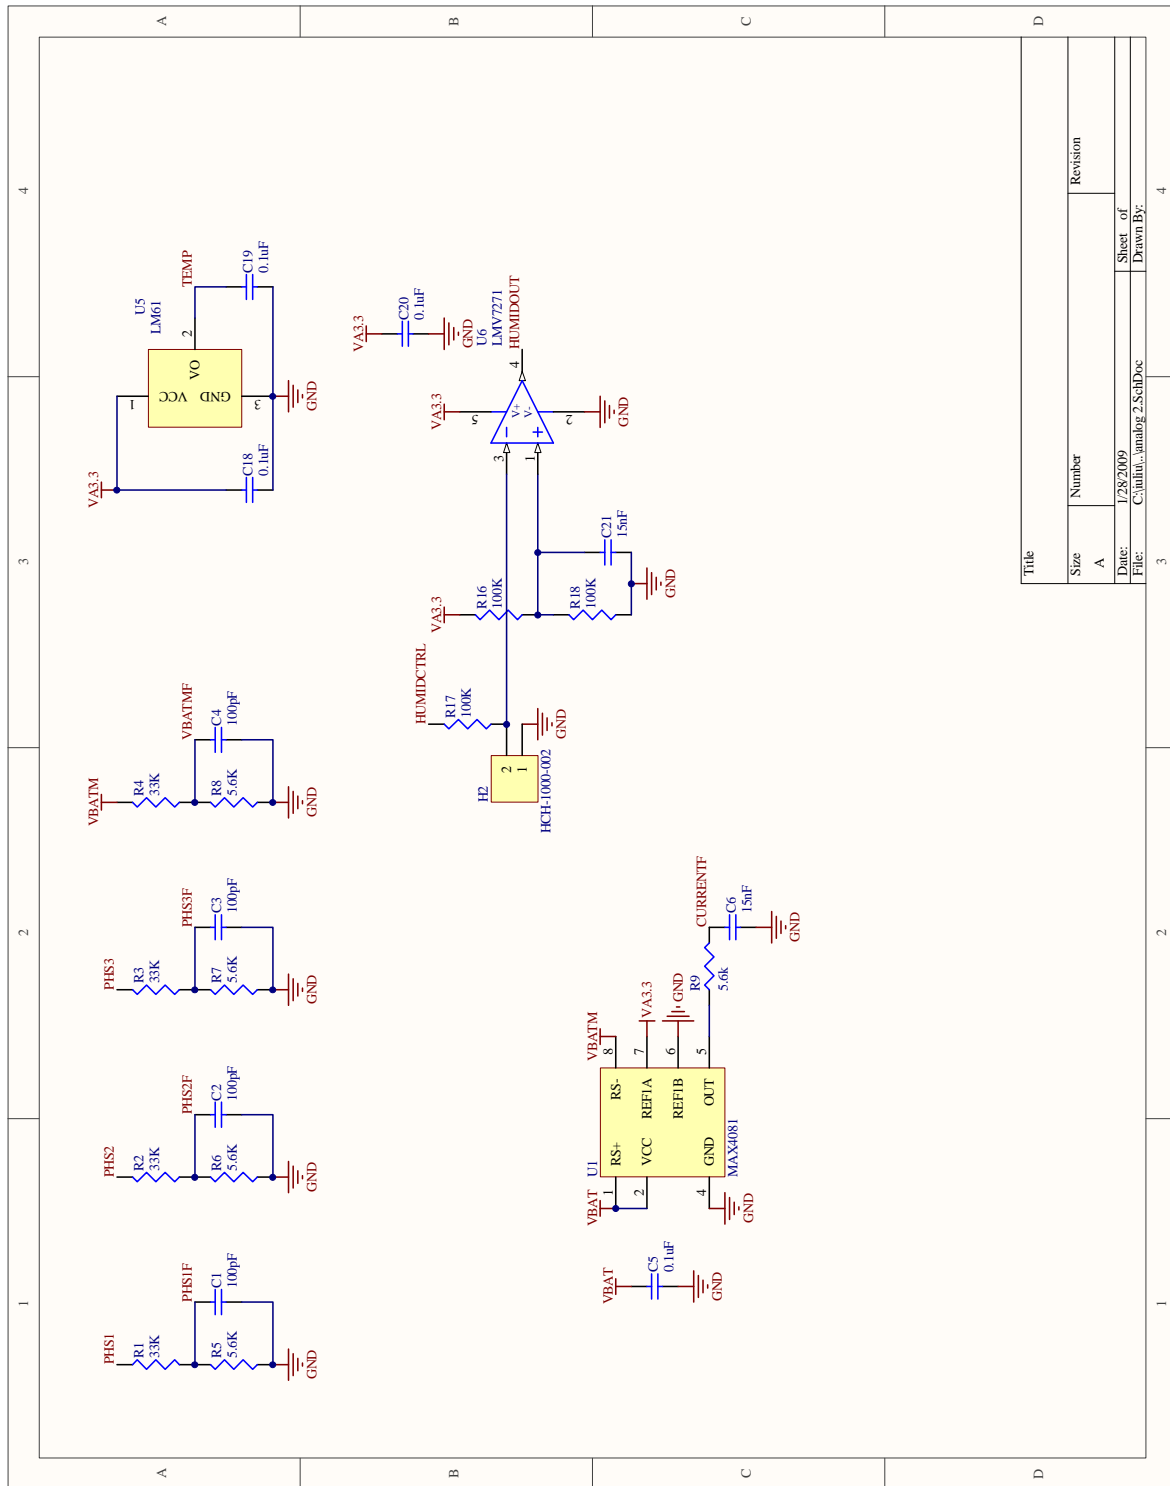 1
2
3
4
A
B
C
D
PHS1
R1
33K
PHS1F
R5
5.6K
C1
100pF
GND
PHS2
R2
33K
PHS2F
R6
5.6K
C2
100pF
GND
PHS3
R3
33K
PHS3F
R7
5.6K
C3
100pF
GND
VBATM
R4
33K
VBATMF
R8
5.6K
C4
100pF
GND
VA3.3
C18
0.1uF
U5
LM61
1
VCC
GND
VO
2
3
TEMP
C19
0.1uF
GND
HUMIDCTRL
R17
100K
H2
2
1
HCH-1000-002
GND
VA3.3
R16
100K
R18
100K
C21
15nF
GND
VA3.3
5
3
1
V+
V-
2
4
GND
VA3.3
C20
0.1uF
GND
U6
LMV7271
HUMIDOUT
VBAT
C5
0.1uF
GND
VBAT
U1
1
RS+
2
VCC
4
GND
RS-
8
REF1A
7
REF1B
6
OUT
5
MAX4081
GND
VBATM
VA3.3
GND
R9
5.6k
CURRENTF
C6
15nF
GND
Title
Size
A
Number
Revision
Date:
1/28/2009
Sheet of
File:
C:\iuliu\...\analog 2.SchDoc
Drawn By:
1
2
3
4
A
B
C
D